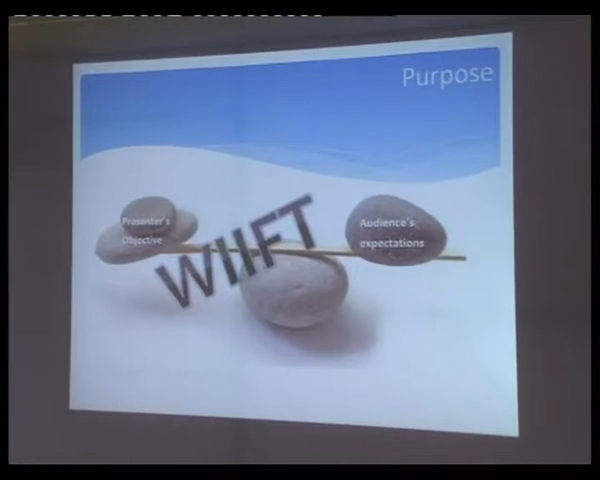 Purpose
Presenter's
Objective
WIIFT
Audience's
expectations